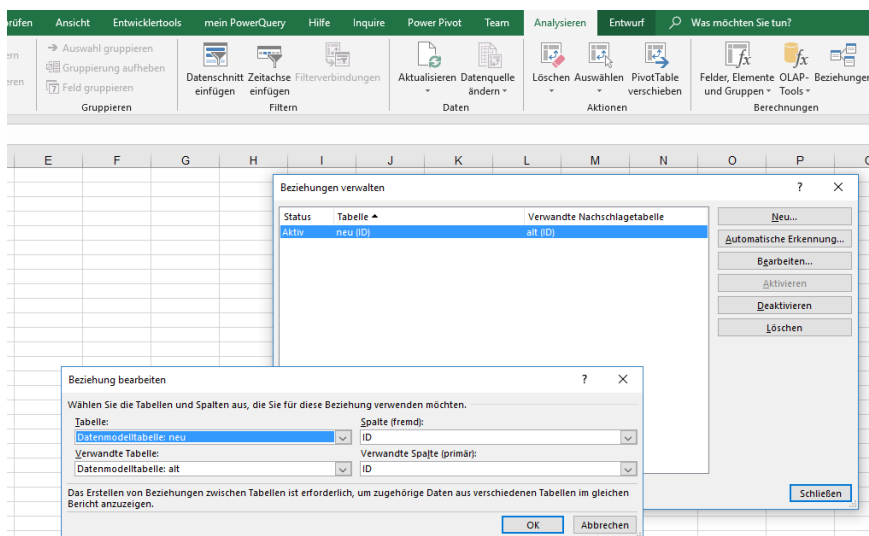 rüfen Ansicht Entwicklertools mein PowerQuery Hilfe Inquire Power Pivot Team Analysieren Entwurf Was möchten Sie tun?
ern
eren
Auswahl gruppieren
Gruppierung aufheben
7 Feld gruppieren
Gruppieren
Datenschnitt Zeitachse Filterverbindungen
einfügen einfügen
Filtern
Aktualisieren Datenquelle
ändern
Daten
Löschen Auswählen PivotTable
verschieben
Aktionen
fx fx
Felder, Elemente OLAP- Beziehungen
und Gruppen Tools
Berechnungen
E F G H I J K L M N O P
Beziehungen verwalten ?
Status Tabelle Verwandte Nachschlagetabelle
Aktiv neu (ID) alt (ID)
Neu...
Automatische Erkennung...
Bearbeiten...
Aktivieren
Deaktivieren
Löschen
Schließen
Beziehung bearbeiten ?
Wählen Sie die Tabellen und Spalten aus, die Sie für diese Beziehung verwenden möchten.
Tabelle: Spalte (fremd):
Datenmodelltabelle: neu ID
Verwandte Tabelle: Verwandte Spalte (primär):
Datenmodelltabelle: alt ID
Das Erstellen von Beziehungen zwischen Tabellen ist erforderlich, um zugehörige Daten aus verschiedenen Tabellen im gleichen
Bericht anzuzeigen.
OK Abbrechen